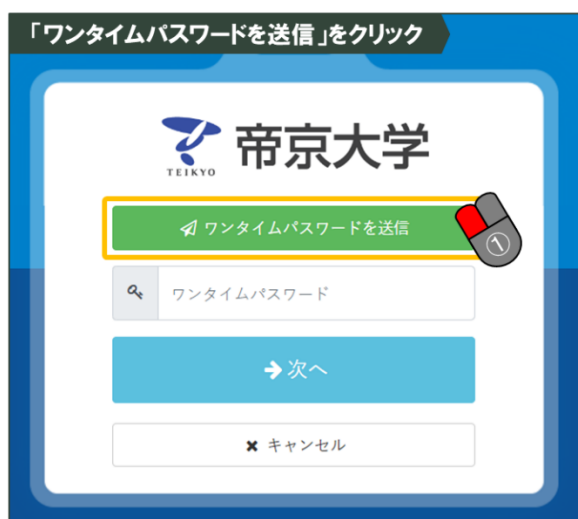 「ワンタイムパスワードを送信」をクリック
帝京大学
TEIKYO
ワンタイムパスワードを送信
①
ワンタイムパスワード
次へ
キャンセル